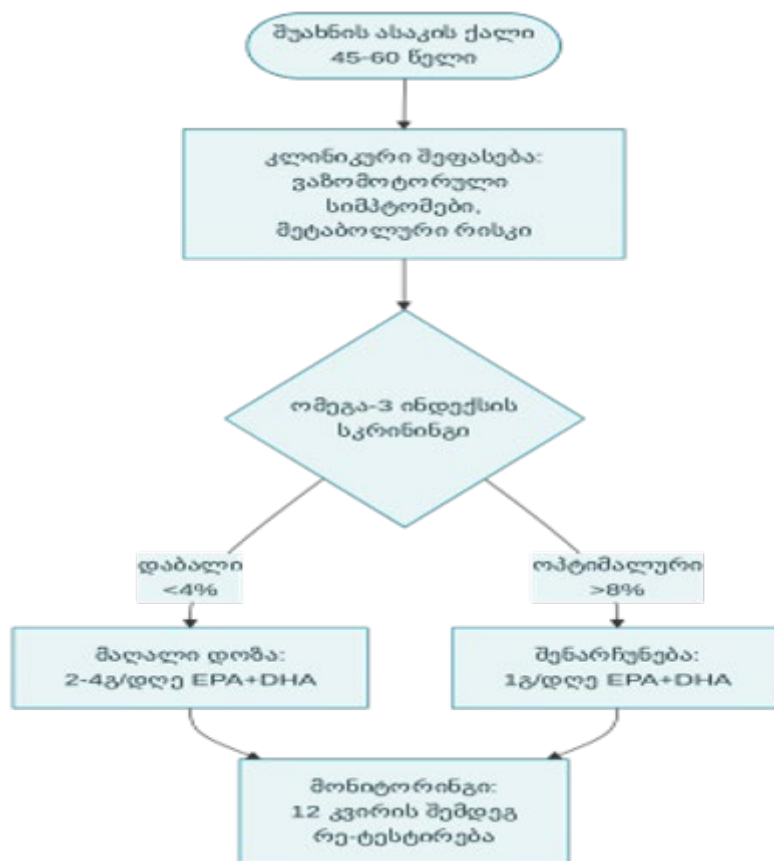 შუახნის ასაკის ქალი
45-60 წელი
კლინიკური შეფასება:
ვაზომოტორული
სიმპტომები,
მეტაბოლური რისკი
ომეგა-3 ინდექსის
სკრინინგი
დაბალი
<4%
ოპტიმალური
>8%
მაღალი დოზა:
2-4გ/დღე EPA+DHA
შენარჩუნება:
1გ/დღე EPA+DHA
მონიტორინგი:
12 კვირის შემდეგ
რე-ტესტირება